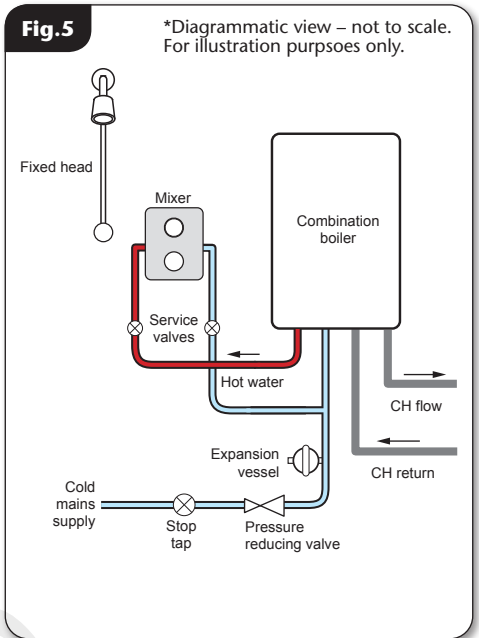 Fig.5
*Diagrammatic view – not to scale.
For illustration purpsoes only.
Fixed head
Mixer
Combination
boiler
Service
valves
Hot water
CH flow
Expansion
vessel
CH return
Cold
mains
supply
Stop
tap
Pressure
reducing valve